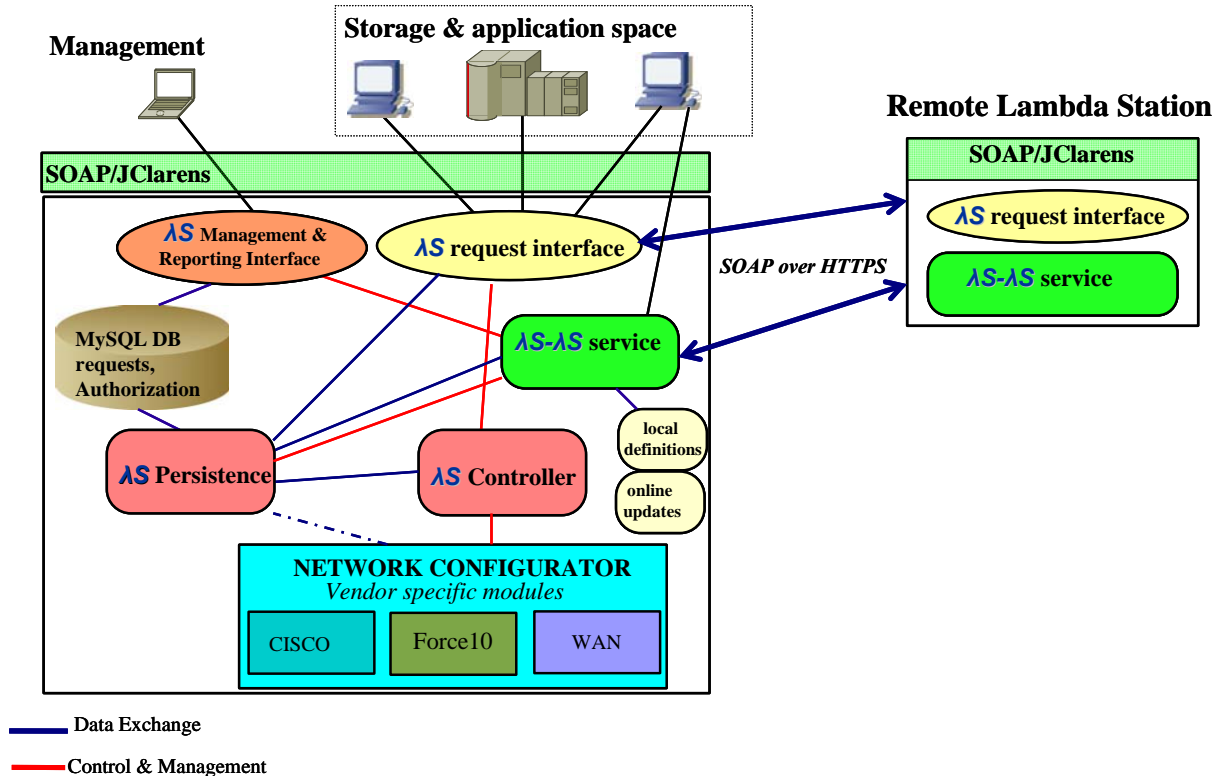 Storage & application space
Management
Remote Lambda Station
SOAP/JClarens
SOAP/JClarens
λS request interface
λS-λS service
λS Management &
Reporting Interface
λS request interface
SOAP over HTTPS
MySQL DB
requests,
Authorization
λS-λS service
local
definitions
online
updates
λS Persistence
λS Controller
NETWORK CONFIGURATOR
Vendor specific modules
CISCO
Force10
WAN
Data Exchange
Control & Management